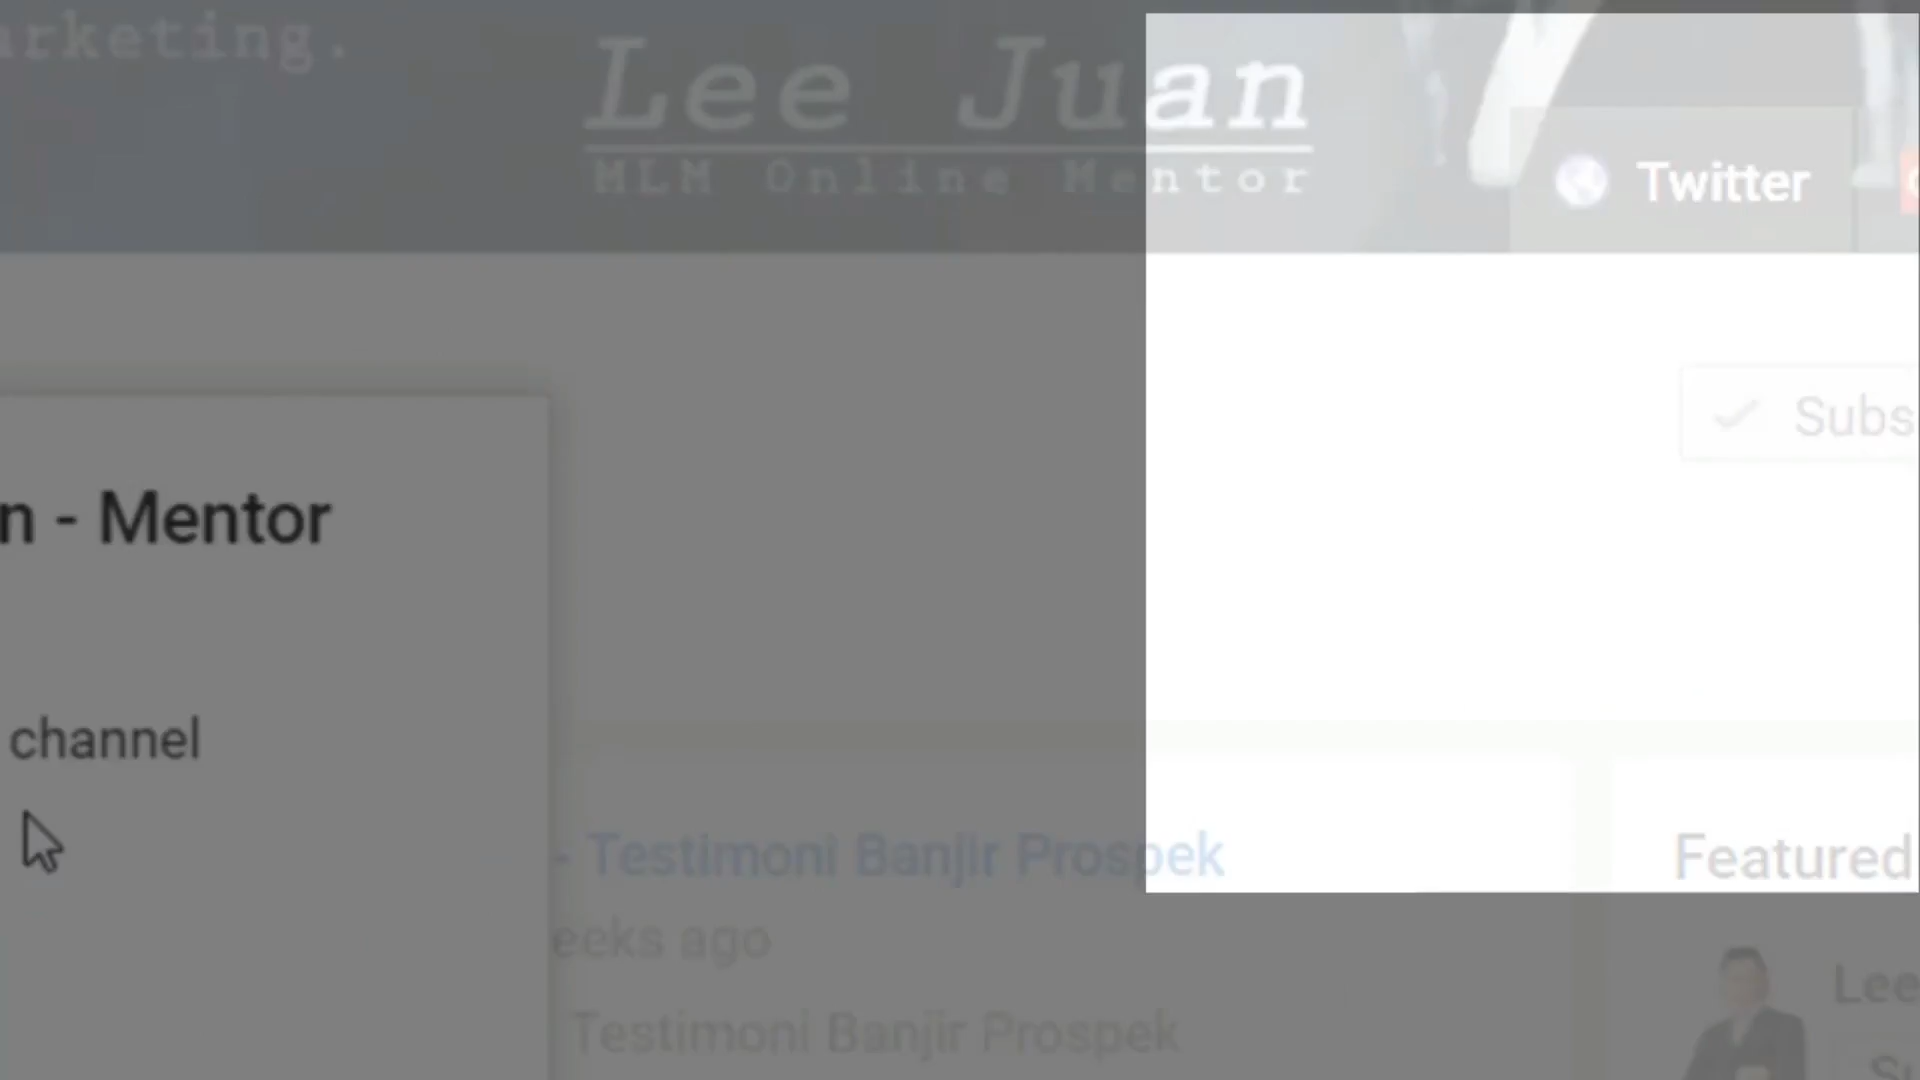 arketing.
Lee Juan
MLM Online Mentor
Twitter
Subs
n - Mentor
channel
- Testimoni Banjir Prospek
eeks ago
Testimoni Banjir Prospek
Featured
Lee
Su